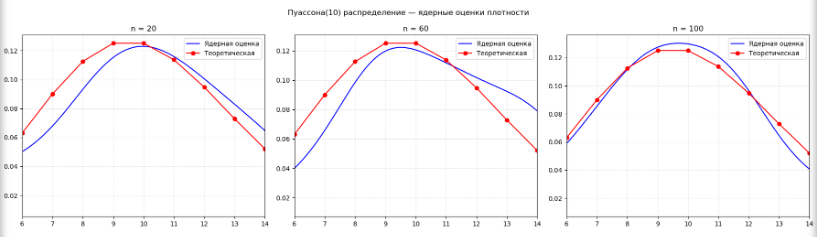 Пуассона(10) распределение — ядерные оценки плотности
n = 20
0.12
0.10
0.08
0.06
0.04
0.02
6 7 8 9 10 11 12 13 14
Ядерная оценка
Теоретическая
n = 60
0.12
0.10
0.08
0.06
0.04
0.02
6 7 8 9 10 11 12 13 14
Ядерная оценка
Теоретическая
n = 100
0.12
0.10
0.08
0.06
0.04
0.02
6 7 8 9 10 11 12 13 14
Ядерная оценка
Теоретическая